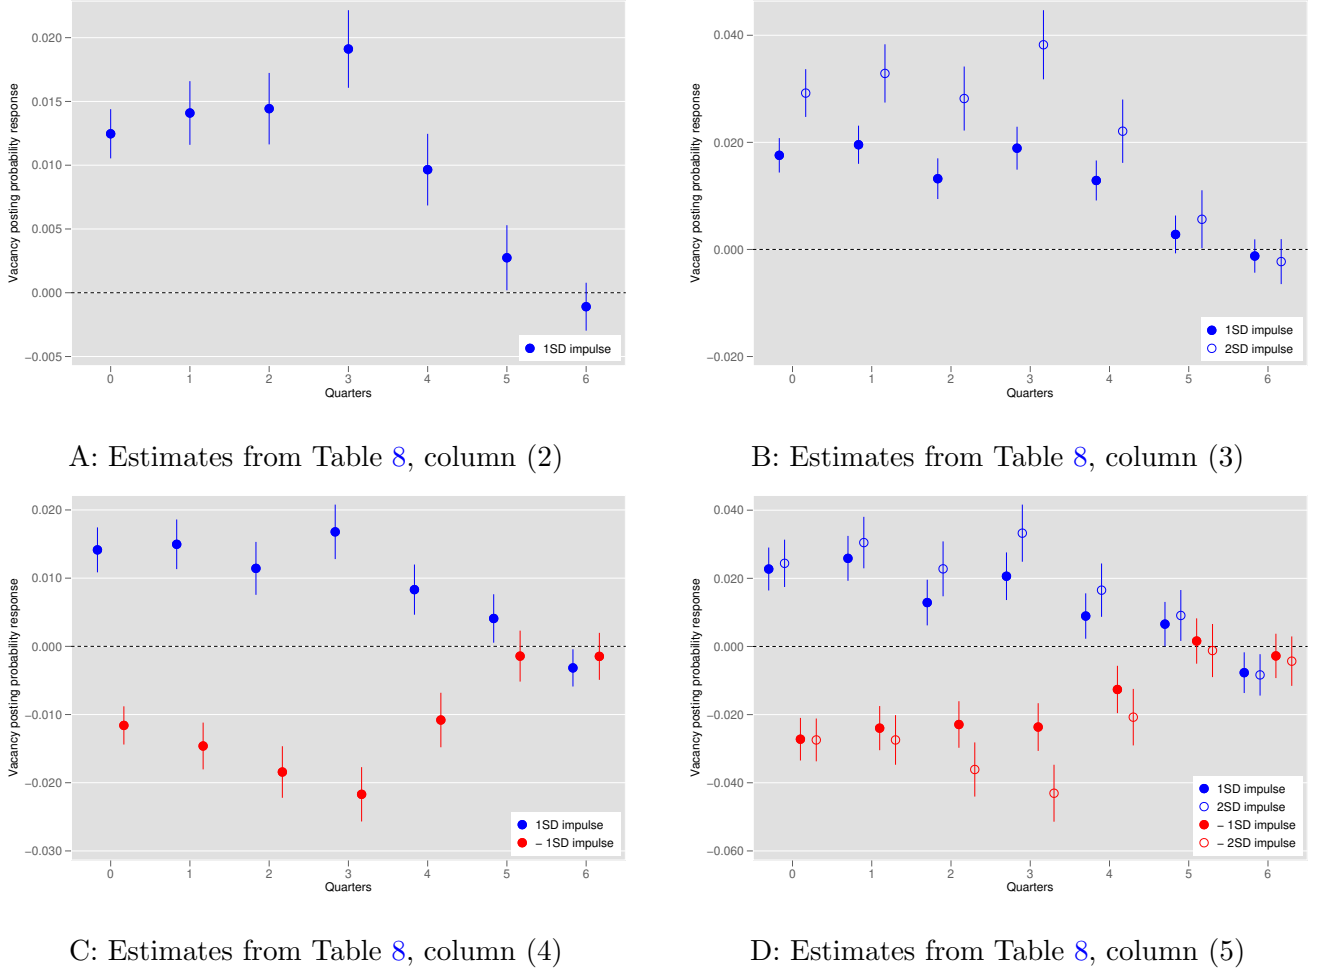 Vacancy posting probability response
0.020
0.015
0.010
0.005
0.000
−0.005
0 1 2 3 4 5 6
Quarters
1SD impulse
A: Estimates from Table 8, column (2)
Vacancy posting probability response
0.040
0.020
0.000
−0.020
0 1 2 3 4 5 6
Quarters
1SD impulse
2SD impulse
B: Estimates from Table 8, column (3)
Vacancy posting probability response
0.020
0.010
0.000
−0.010
−0.020
−0.030
0 1 2 3 4 5 6
Quarters
1SD impulse
− 1SD impulse
C: Estimates from Table 8, column (4)
Vacancy posting probability response
0.040
0.020
0.000
−0.020
−0.040
−0.060
0 1 2 3 4 5 6
Quarters
1SD impulse
2SD impulse
− 1SD impulse
− 2SD impulse
D: Estimates from Table 8, column (5)